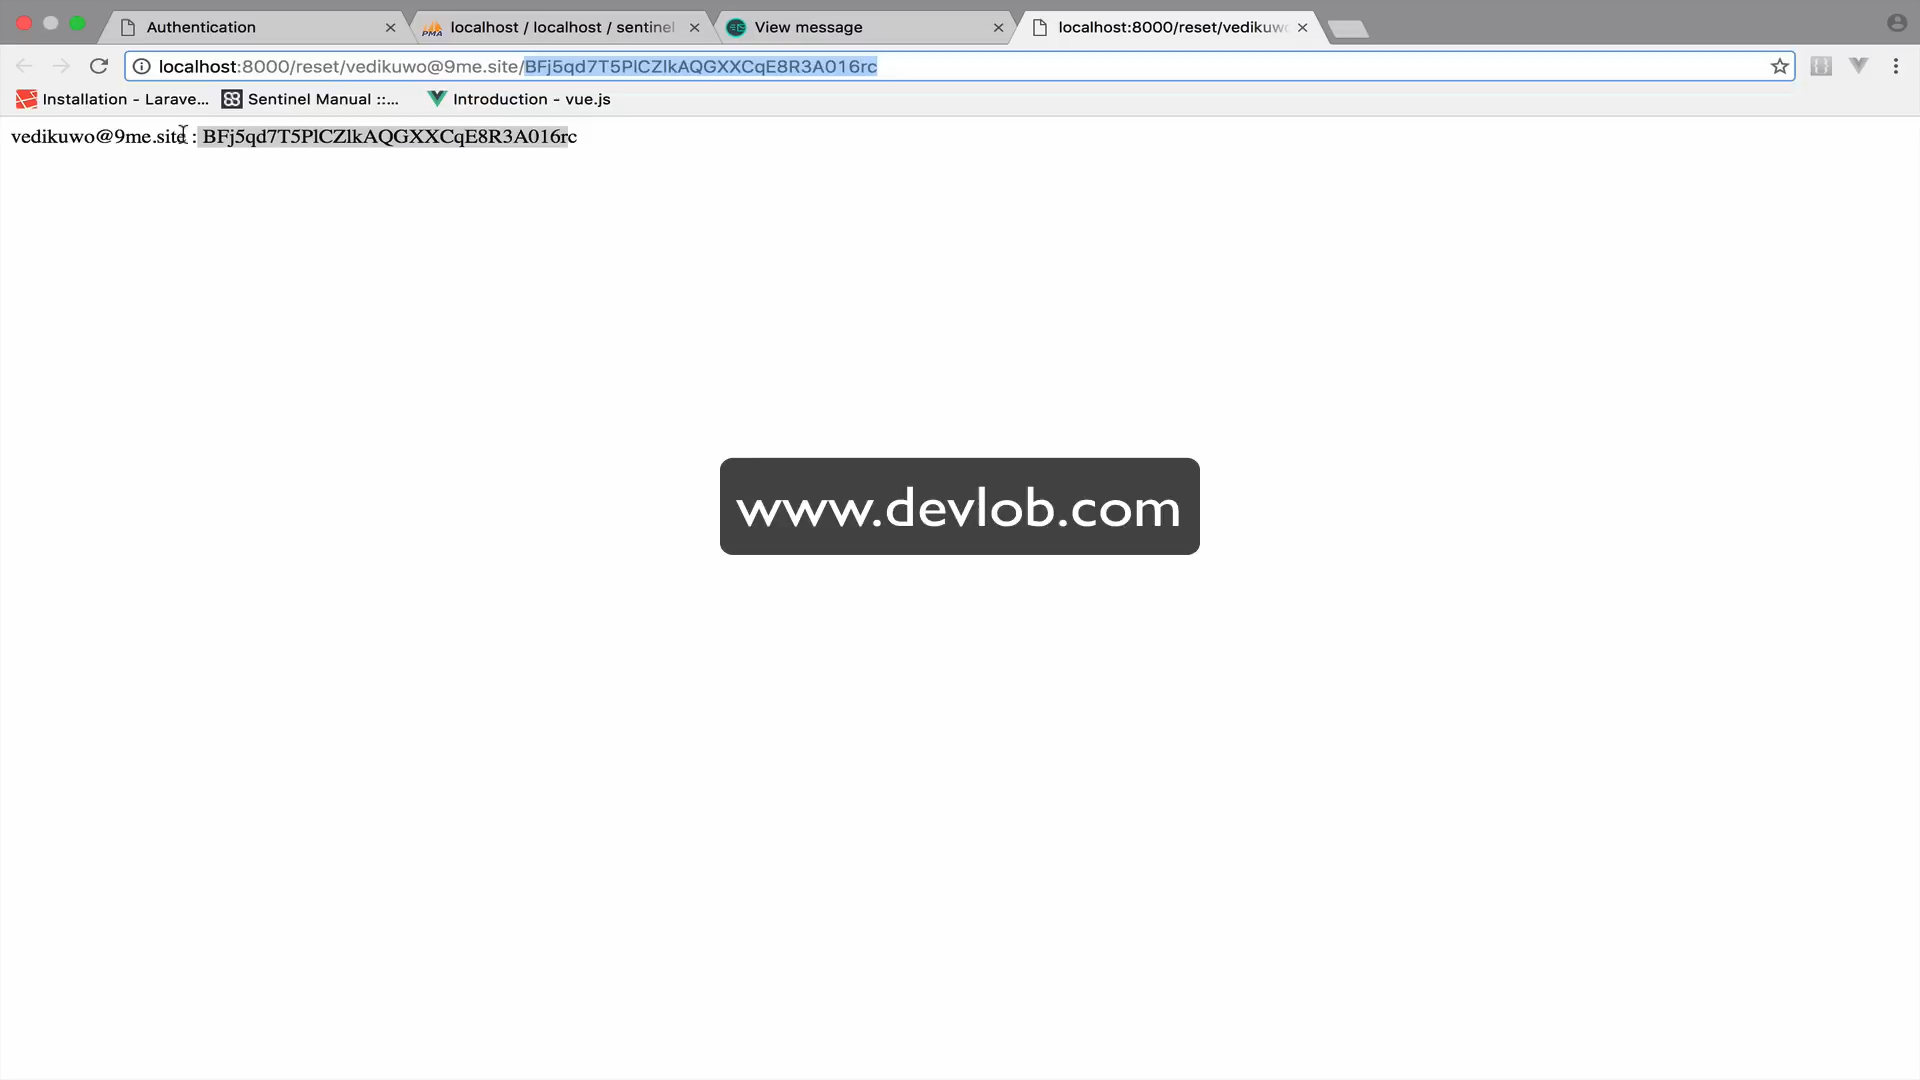 Authentication
localhost / localhost / sentinel
View message
localhost:8000/reset/vedikuwo
localhost:8000/reset/vedikuwo@9me.site/BFj5qd7T5PlCZlkAQGXXCqE8R3A016rc
Installation - Larave...
Sentinel Manual ::...
Introduction - vue.js
vedikuwo@9me.site : BFj5qd7T5PlCZlkAQGXXCqE8R3A016rc
www.devlob.com